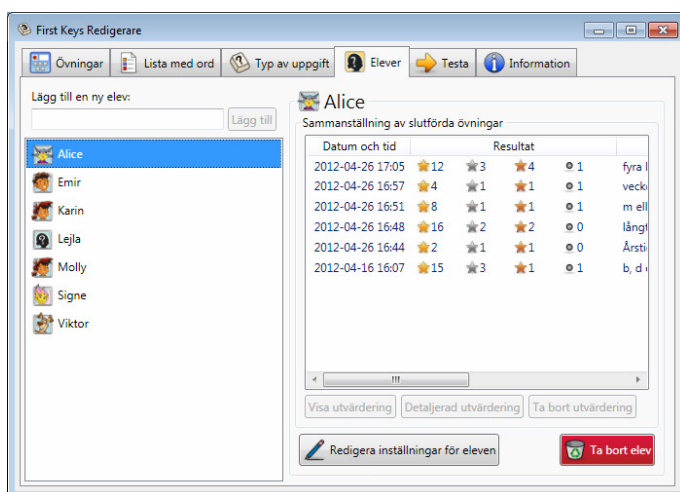 First Keys Redigerare
Övningar Lista med ord Typ av uppgift Elever Testa Information
Lägg till en ny elev:
Lägg till
Alice
Emir
Karin
Lejla
Molly
Signe
Viktor
Alice
Sammanställning av slutförda övningar
Datum och tid Resultat
2012-04-26 17:05 12 3 4 1 fyra l
2012-04-26 16:57 4 1 1 1 vecko
2012-04-26 16:51 8 1 1 1 m ell
2012-04-26 16:48 16 2 2 0 långt
2012-04-26 16:44 2 1 1 0 Årsti
2012-04-16 16:07 15 3 1 1 b, d
Visa utvärdering Detaljerad utvärdering Ta bort utvärdering
Redigera inställningar för eleven Ta bort elev